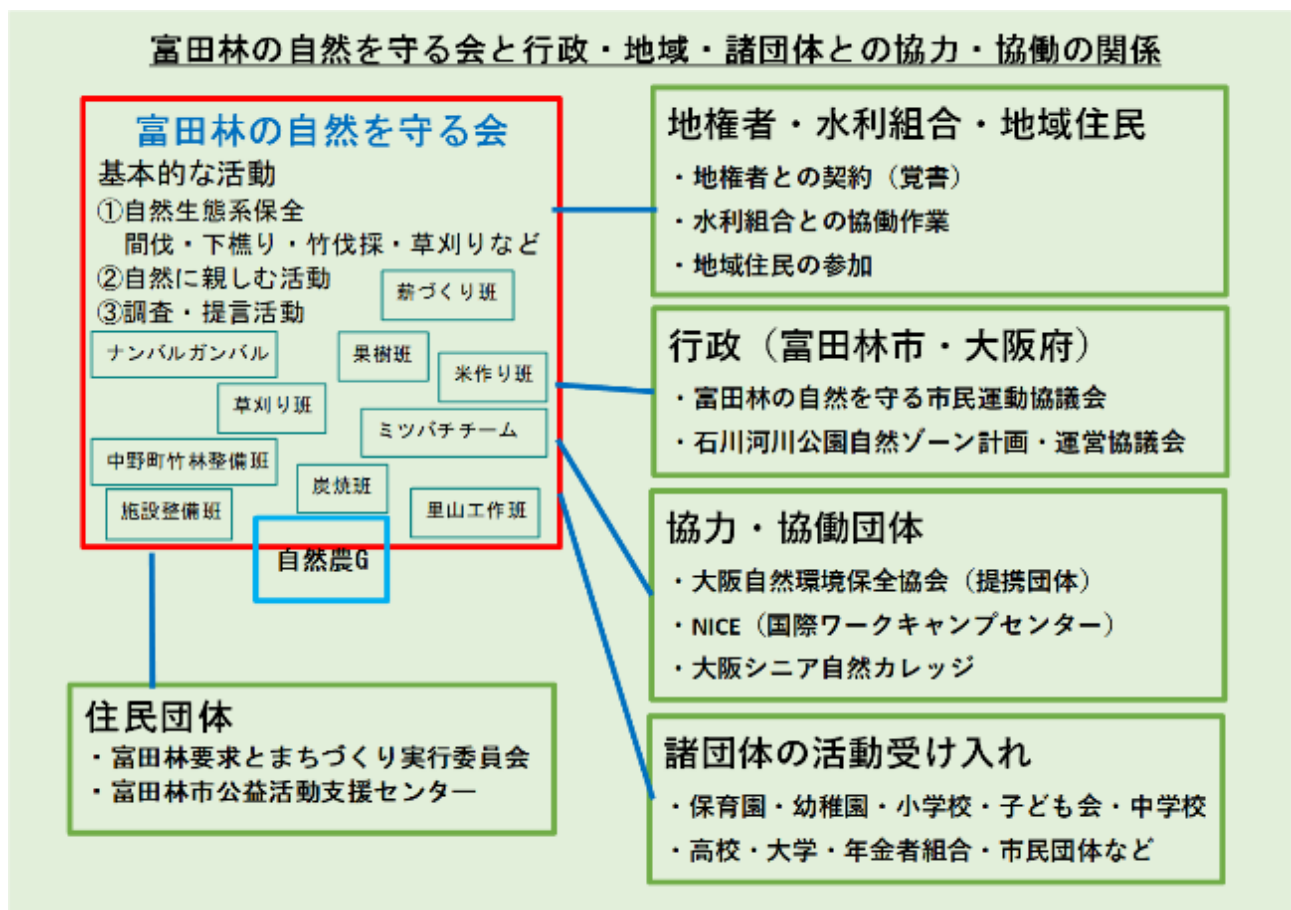 富田林の自然を守る会と行政・地域・諸団体との協力・協働の関係
富田林の自然を守る会
基本的な活動
①自然生態系保全
間伐・下樵り・竹伐採・草刈りなど
②自然に親しむ活動
③調査・提言活動
薪づくり班
ナンバルガンバル
果樹班
米作り班
草刈り班
ミツバチチーム
中野町竹林整備班
炭焼班
施設整備班
里山工作班
自然農G
住民団体
・富田林要求とまちづくり実行委員会
・富田林市公益活動支援センター
地権者・水利組合・地域住民
・地権者との契約（覚書）
・水利組合との協働作業
・地域住民の参加
行政（富田林市・大阪府）
・富田林の自然を守る市民運動協議会
・石川河川公園自然ゾーン計画・運営協議会
協力・協働団体
・大阪自然環境保全協会（提携団体）
・NICE（国際ワークキャンプセンター）
・大阪シニア自然カレッジ
諸団体の活動受け入れ
・保育園・幼稚園・小学校・子ども会・中学校
・高校・大学・年金者組合・市民団体など